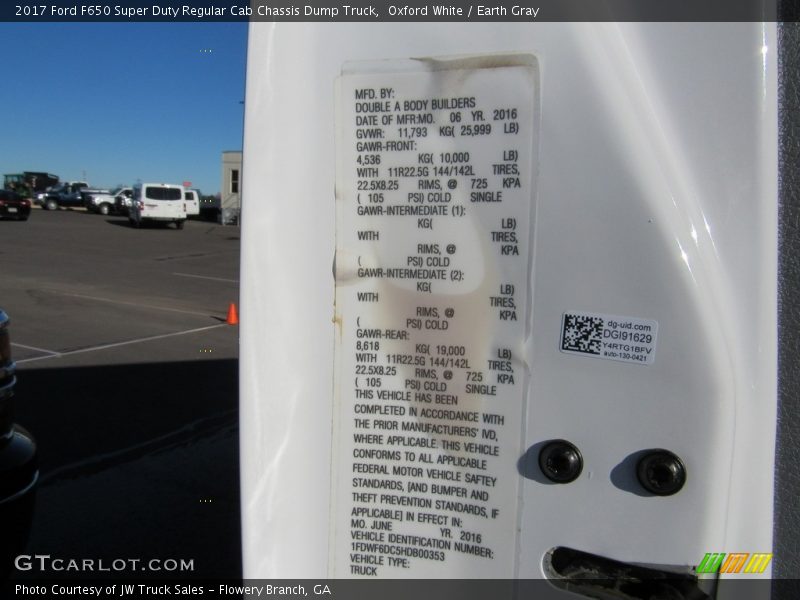 2017 Ford F650 Super Duty Regular Cab Chassis Dump Truck,  Oxford White / Earth Gray
MFD. BY:
DOUBLE A BODY BUILDERS
DATE OF MFR:MO. 06 YR. 2016
GVWR: 11,793 KG( 25,999 LB)
GAWR-FRONT:
4,536 KG( 10,000 LB)
WITH 11R22.5G 144/142L TIRES,
22.5X8.25 RIMS, @ 725 KPA
( 105 PSI) COLD SINGLE
GAWR-INTERMEDIATE (1):
KG( LB)
WITH TIRES,
RIMS, @ KPA
( PSI) COLD
GAWR-INTERMEDIATE (2):
KG( LB)
WITH TIRES,
RIMS, @ KPA
( PSI) COLD
GAWR-REAR:
8,618 KG( 19,000 LB)
WITH 11R22.5G 144/142L TIRES,
22.5X8.25 RIMS, @ 725 KPA
( 105 PSI) COLD SINGLE
THIS VEHICLE HAS BEEN
COMPLETED IN ACCORDANCE WITH
THE PRIOR MANUFACTURERS' IVD,
WHERE APPLICABLE. THIS VEHICLE
CONFORMS TO ALL APPLICABLE
FEDERAL MOTOR VEHICLE SAFTEY
STANDARDS, [AND BUMPER AND
THEFT PREVENTION STANDARDS, IF
APPLICABLE] IN EFFECT IN:
MO. JUNE YR. 2016
VEHICLE IDENTIFICATION NUMBER:
1FDWF6DC5HDB00353
VEHICLE TYPE:
TRUCK
dg-uid.com
DGI91629
Y4RTG1BFV
auto-130-0421
GTCARLOT.COM
Photo Courtesy of JW Truck Sales - Flowery Branch, GA